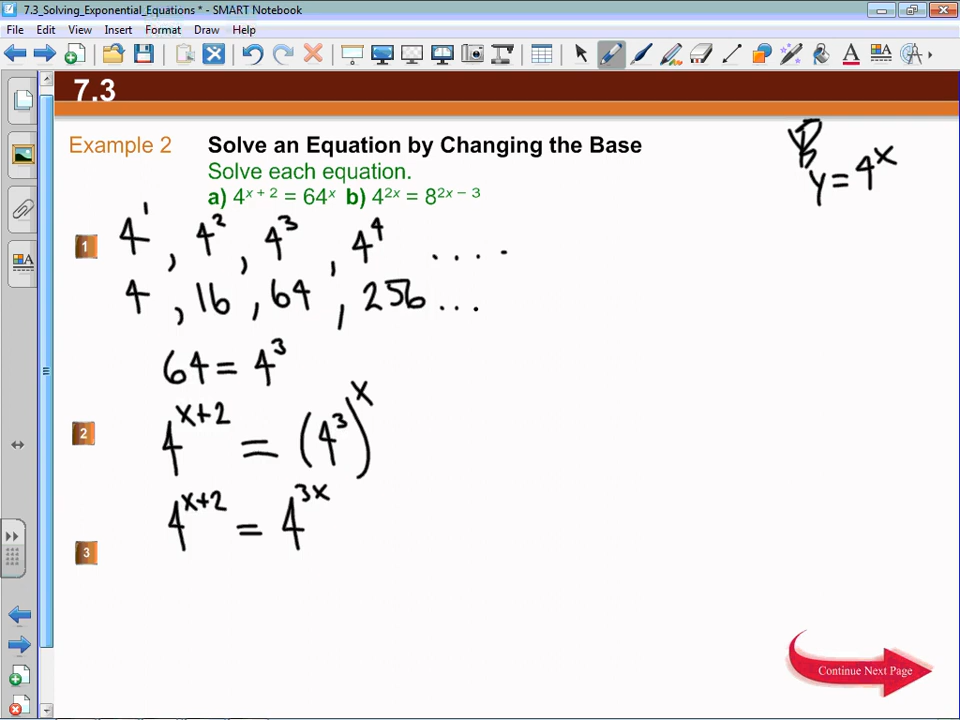 7.3_Solving_Exponential_Equations * - SMART Notebook
File Edit View Insert Format Draw Help
7.3
Example 2 Solve an Equation by Changing the Base
Solve each equation.
a) 4^{x + 2} = 64^x b) 4^{2x} = 8^{2x − 3}
y = 4^x
1
4^1, 4^2, 4^3, 4^4 ....
4, 16, 64, 256...
64 = 4^3
2
4^{x+2} = (4^3)^x
4^{x+2} = 4^{3x}
3
Continue Next Page